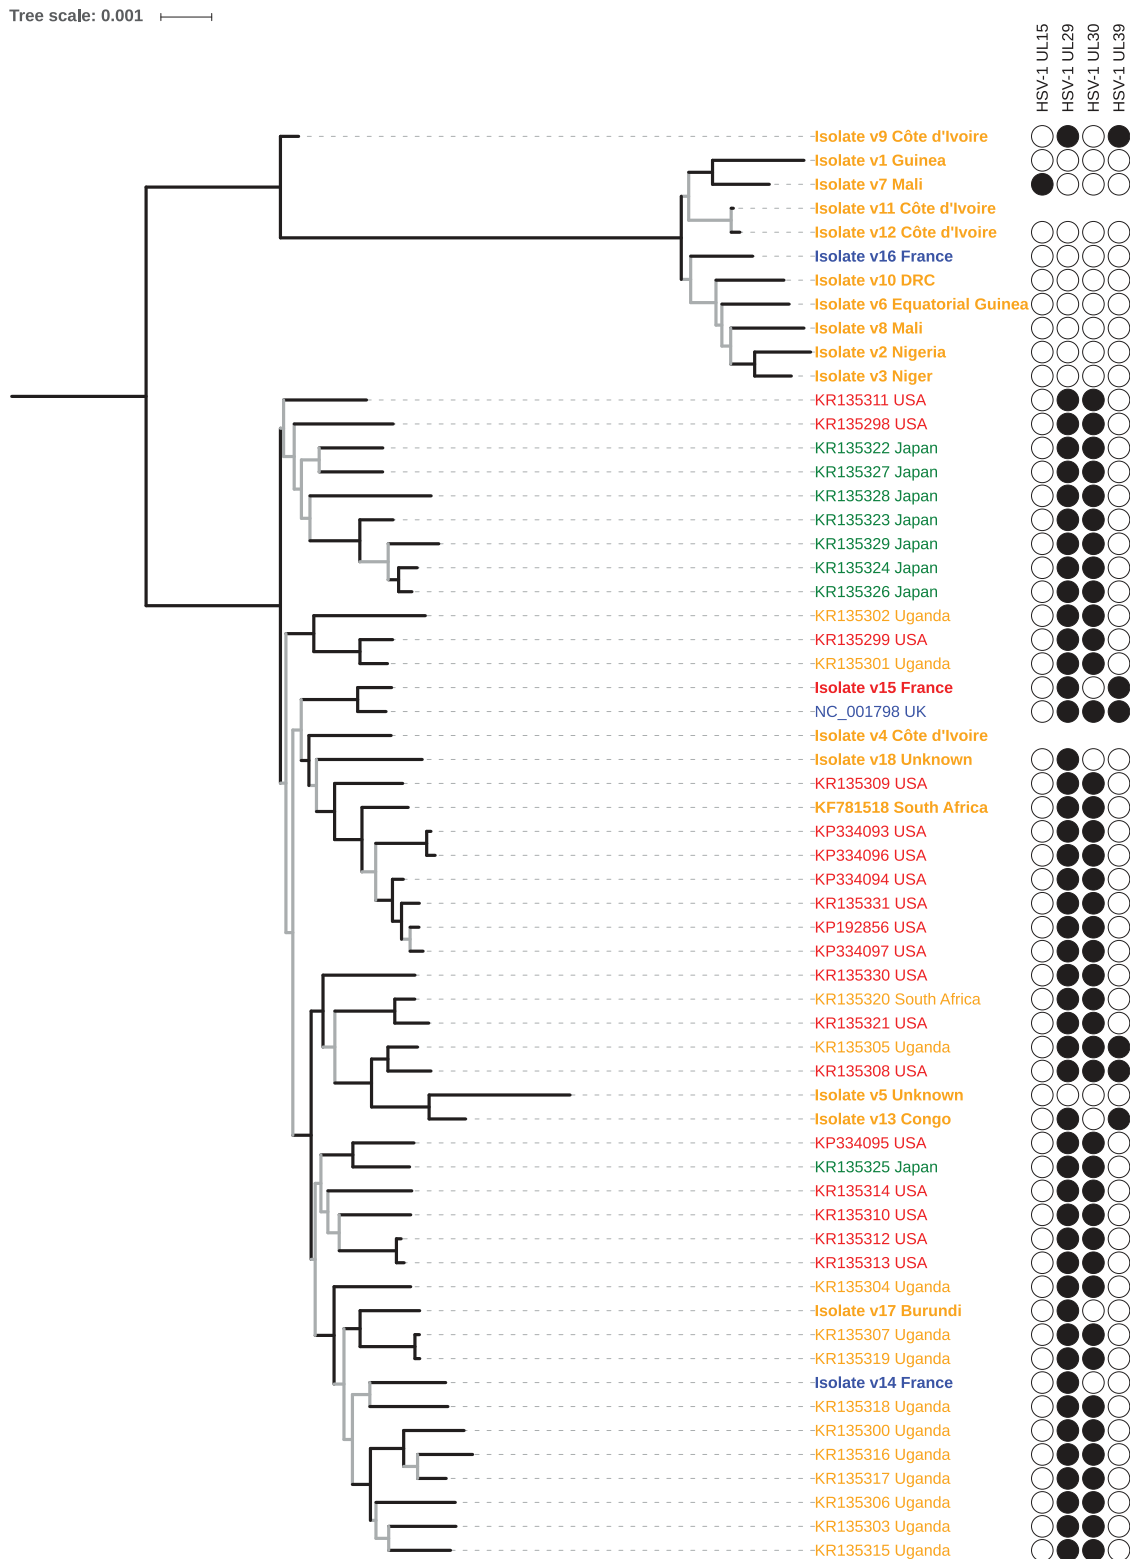 Tree scale: 0.001
HSV-1 UL15
HSV-1 UL29
HSV-1 UL30
HSV-1 UL39
Isolate v9 Côte d'Ivoire
Isolate v1 Guinea
Isolate v7 Mali
Isolate v11 Côte d'Ivoire
Isolate v12 Côte d'Ivoire
Isolate v16 France
Isolate v10 DRC
Isolate v6 Equatorial Guinea
Isolate v8 Mali
Isolate v2 Nigeria
Isolate v3 Niger
KR135311 USA
KR135298 USA
KR135322 Japan
KR135327 Japan
KR135328 Japan
KR135323 Japan
KR135329 Japan
KR135324 Japan
KR135326 Japan
KR135302 Uganda
KR135299 USA
KR135301 Uganda
Isolate v15 France
NC_001798 UK
Isolate v4 Côte d'Ivoire
Isolate v18 Unknown
KR135309 USA
KF781518 South Africa
KP334093 USA
KP334096 USA
KP334094 USA
KR135331 USA
KP192856 USA
KP334097 USA
KR135330 USA
KR135320 South Africa
KR135321 USA
KR135305 Uganda
KR135308 USA
Isolate v5 Unknown
Isolate v13 Congo
KP334095 USA
KR135325 Japan
KR135314 USA
KR135310 USA
KR135312 USA
KR135313 USA
KR135304 Uganda
Isolate v17 Burundi
KR135307 Uganda
KR135319 Uganda
Isolate v14 France
KR135318 Uganda
KR135300 Uganda
KR135316 Uganda
KR135317 Uganda
KR135306 Uganda
KR135303 Uganda
KR135315 Uganda